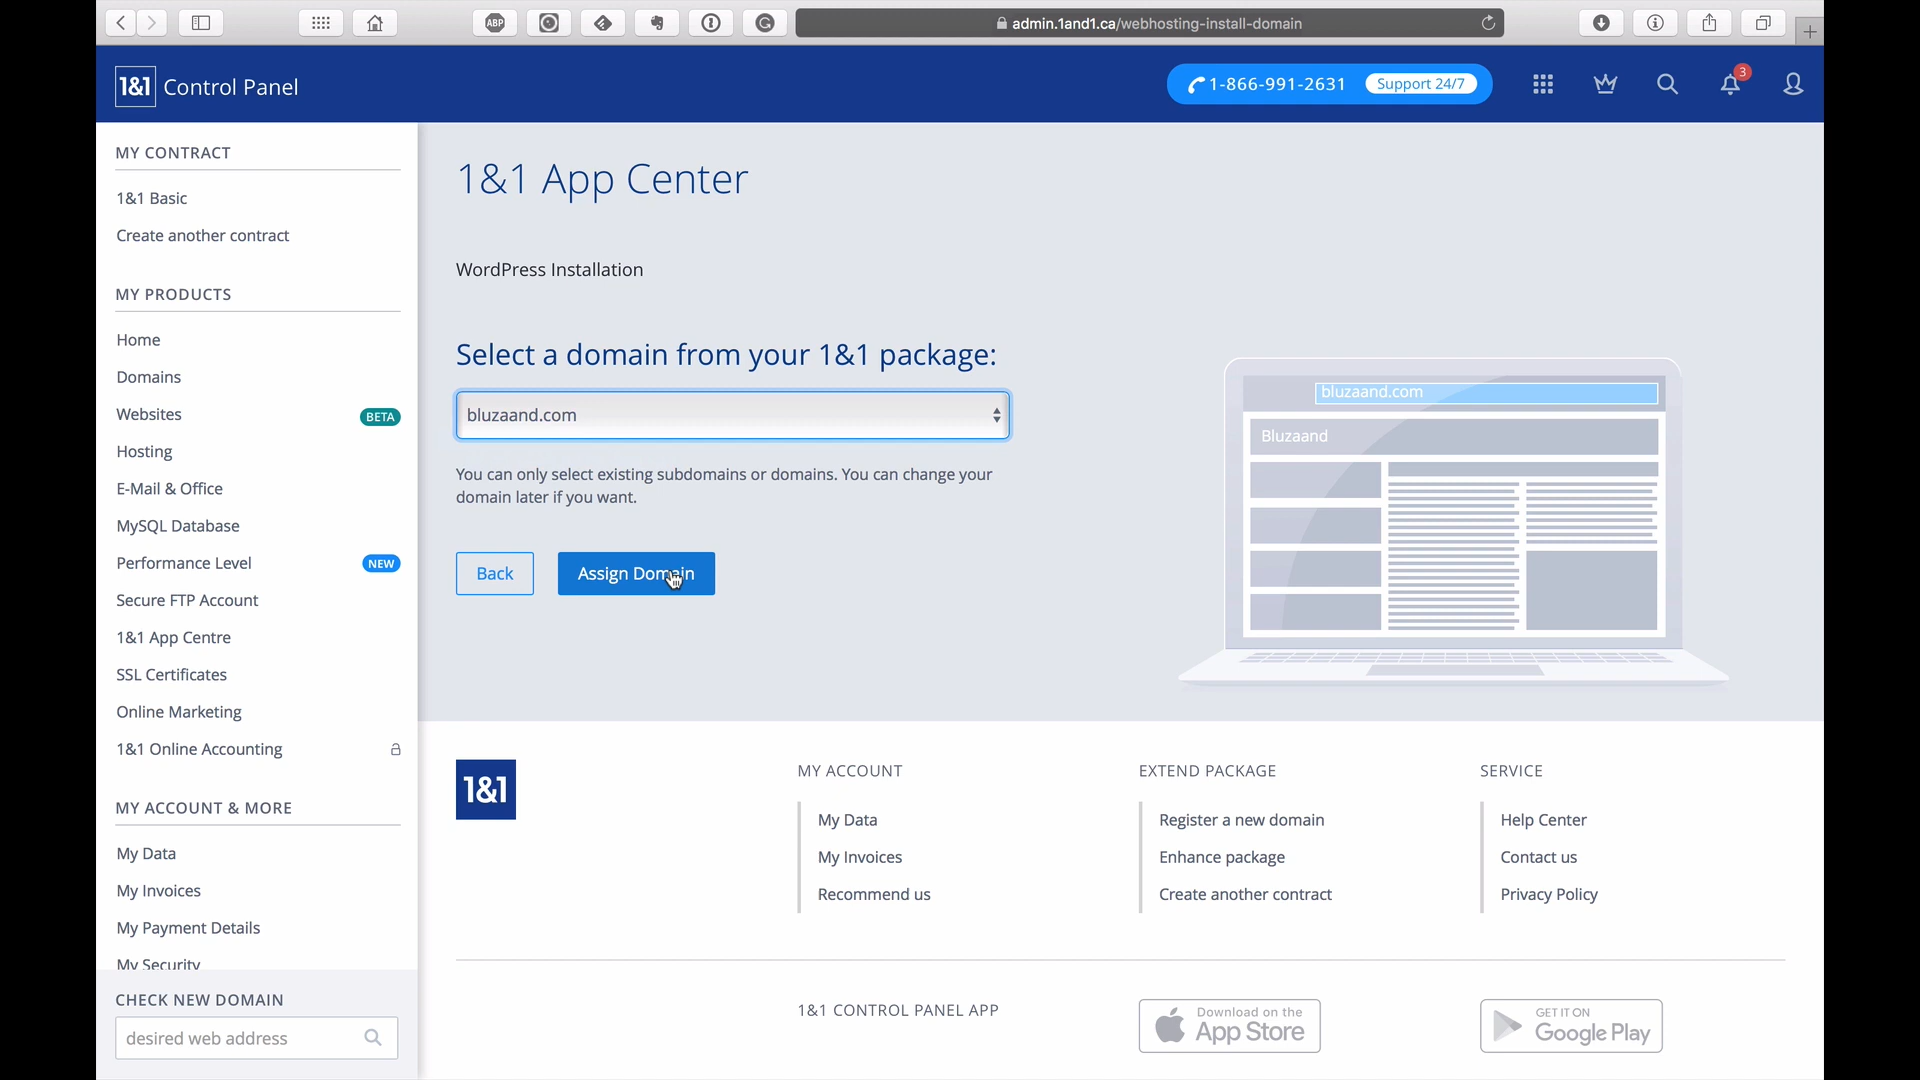 ABP
admin.1and1.ca/webhosting-install-domain
1&1 Control Panel
1-866-991-2631 Support 24/7
3
MY CONTRACT
1&1 Basic
Create another contract
MY PRODUCTS
Home
Domains
Websites BETA
Hosting
E-Mail & Office
MySQL Database
Performance Level NEW
Secure FTP Account
1&1 App Centre
SSL Certificates
Online Marketing
1&1 Online Accounting
MY ACCOUNT & MORE
My Data
My Invoices
My Payment Details
My Security
CHECK NEW DOMAIN
desired web address
1&1 App Center
WordPress Installation
Select a domain from your 1&1 package:
bluzaand.com
You can only select existing subdomains or domains. You can change your
domain later if you want.
Back
Assign Domain
bluzaand.com
Bluzaand
1&1
MY ACCOUNT
My Data
My Invoices
Recommend us
EXTEND PACKAGE
Register a new domain
Enhance package
Create another contract
SERVICE
Help Center
Contact us
Privacy Policy
1&1 CONTROL PANEL APP
Download on the
App Store
GET IT ON
Google Play